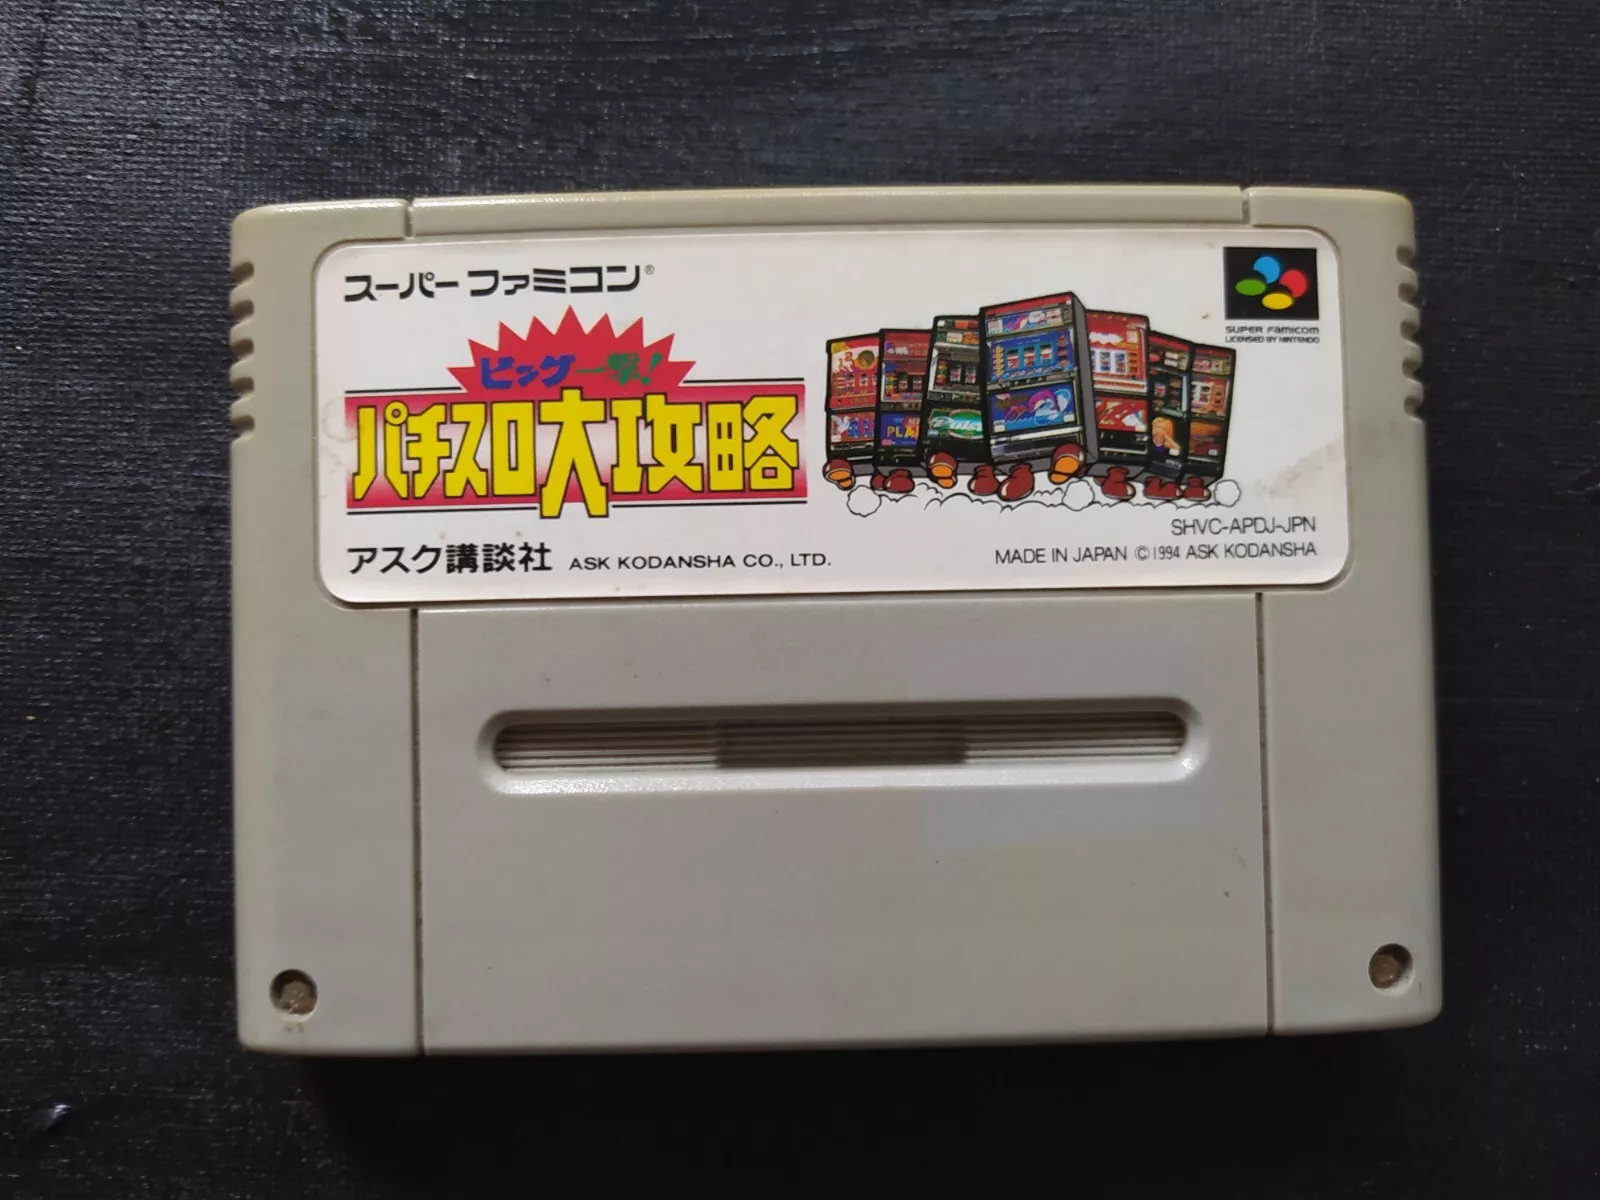 スーパーファミコン®
ビッグ一撃!
パチスロ大攻略
アスク講談社 ASK KODANSHA CO., LTD.
SUPER FAMICOM
LICENSED BY NINTENDO
SHVC-APDJ-JPN
MADE IN JAPAN ©1994 ASK KODANSHA